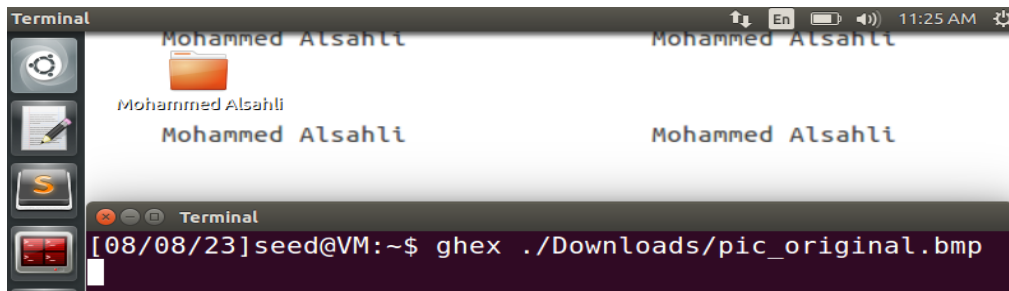 Terminal En 11:25 AM
Mohammed Alsahli Mohammed Alsahli
Mohammed Alsahli
Mohammed Alsahli Mohammed Alsahli
S
Terminal
[08/08/23]seed@VM:~$ ghex ./Downloads/pic_original.bmp